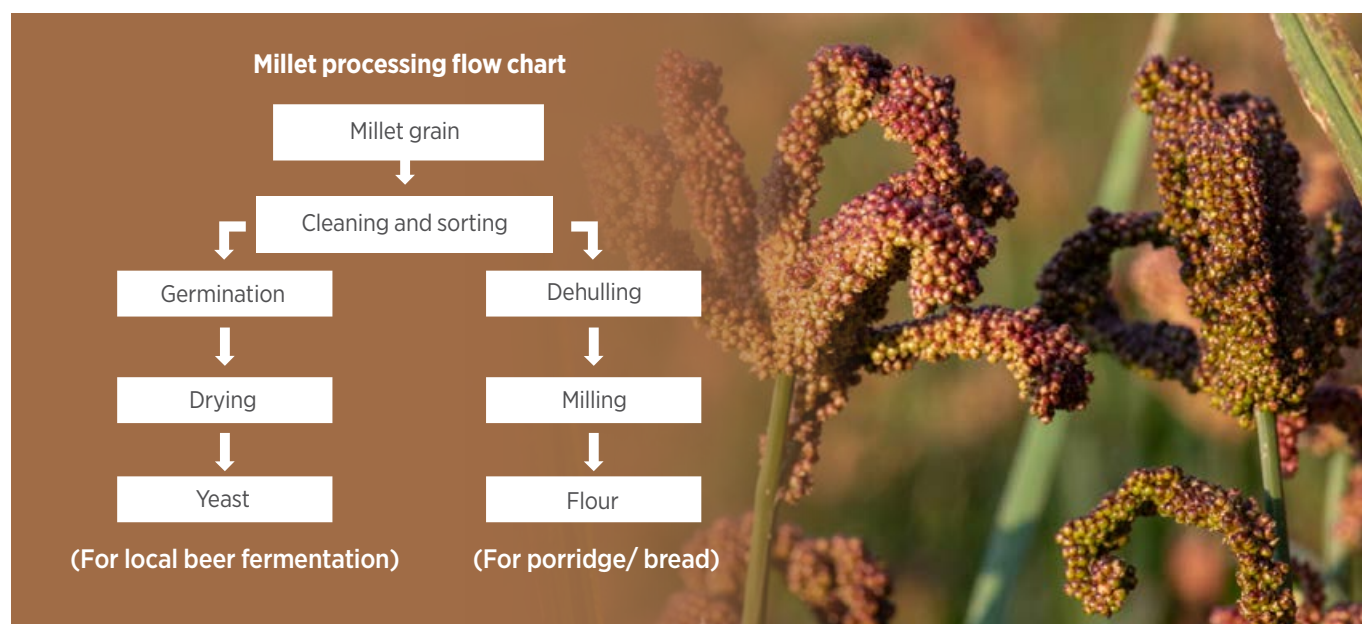 Millet processing flow chart
Millet grain
Cleaning and sorting
Germination
Dehulling
Drying
Milling
Yeast
Flour
(For local beer fermentation)
(For porridge/ bread)